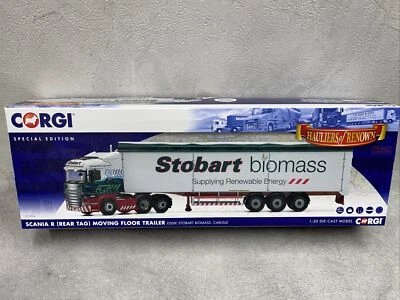 CORGI
SPECIAL EDITION
HAULIERS of RENOWN
Stobart biomass
Supplying Renewable Energy
SCANIA R (REAR TAG) MOVING FLOOR TRAILER EDDIE STOBART BIOMASS, CARLISLE
1:50 DIE-CAST MODEL
CORGI